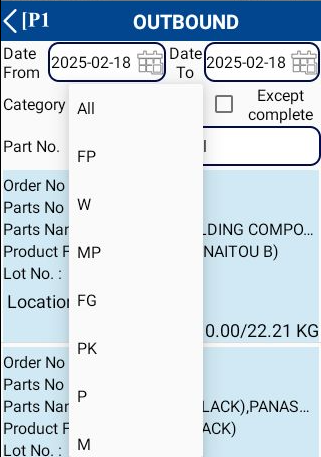 [P1
OUTBOUND
Date From
2025-02-18
Date To
2025-02-18
Category
Except complete
Part No.
All
FP
W
MP
FG
PK
P
M
Order No
Parts No
Parts Nar
LDING COMPO...
Product F
NAITOU B)
Lot No. :
Location
0.00/22.21 KG
Order No
Parts No
Parts Nar
LACK),PANAS...
Product F
ACK)
Lot No. :